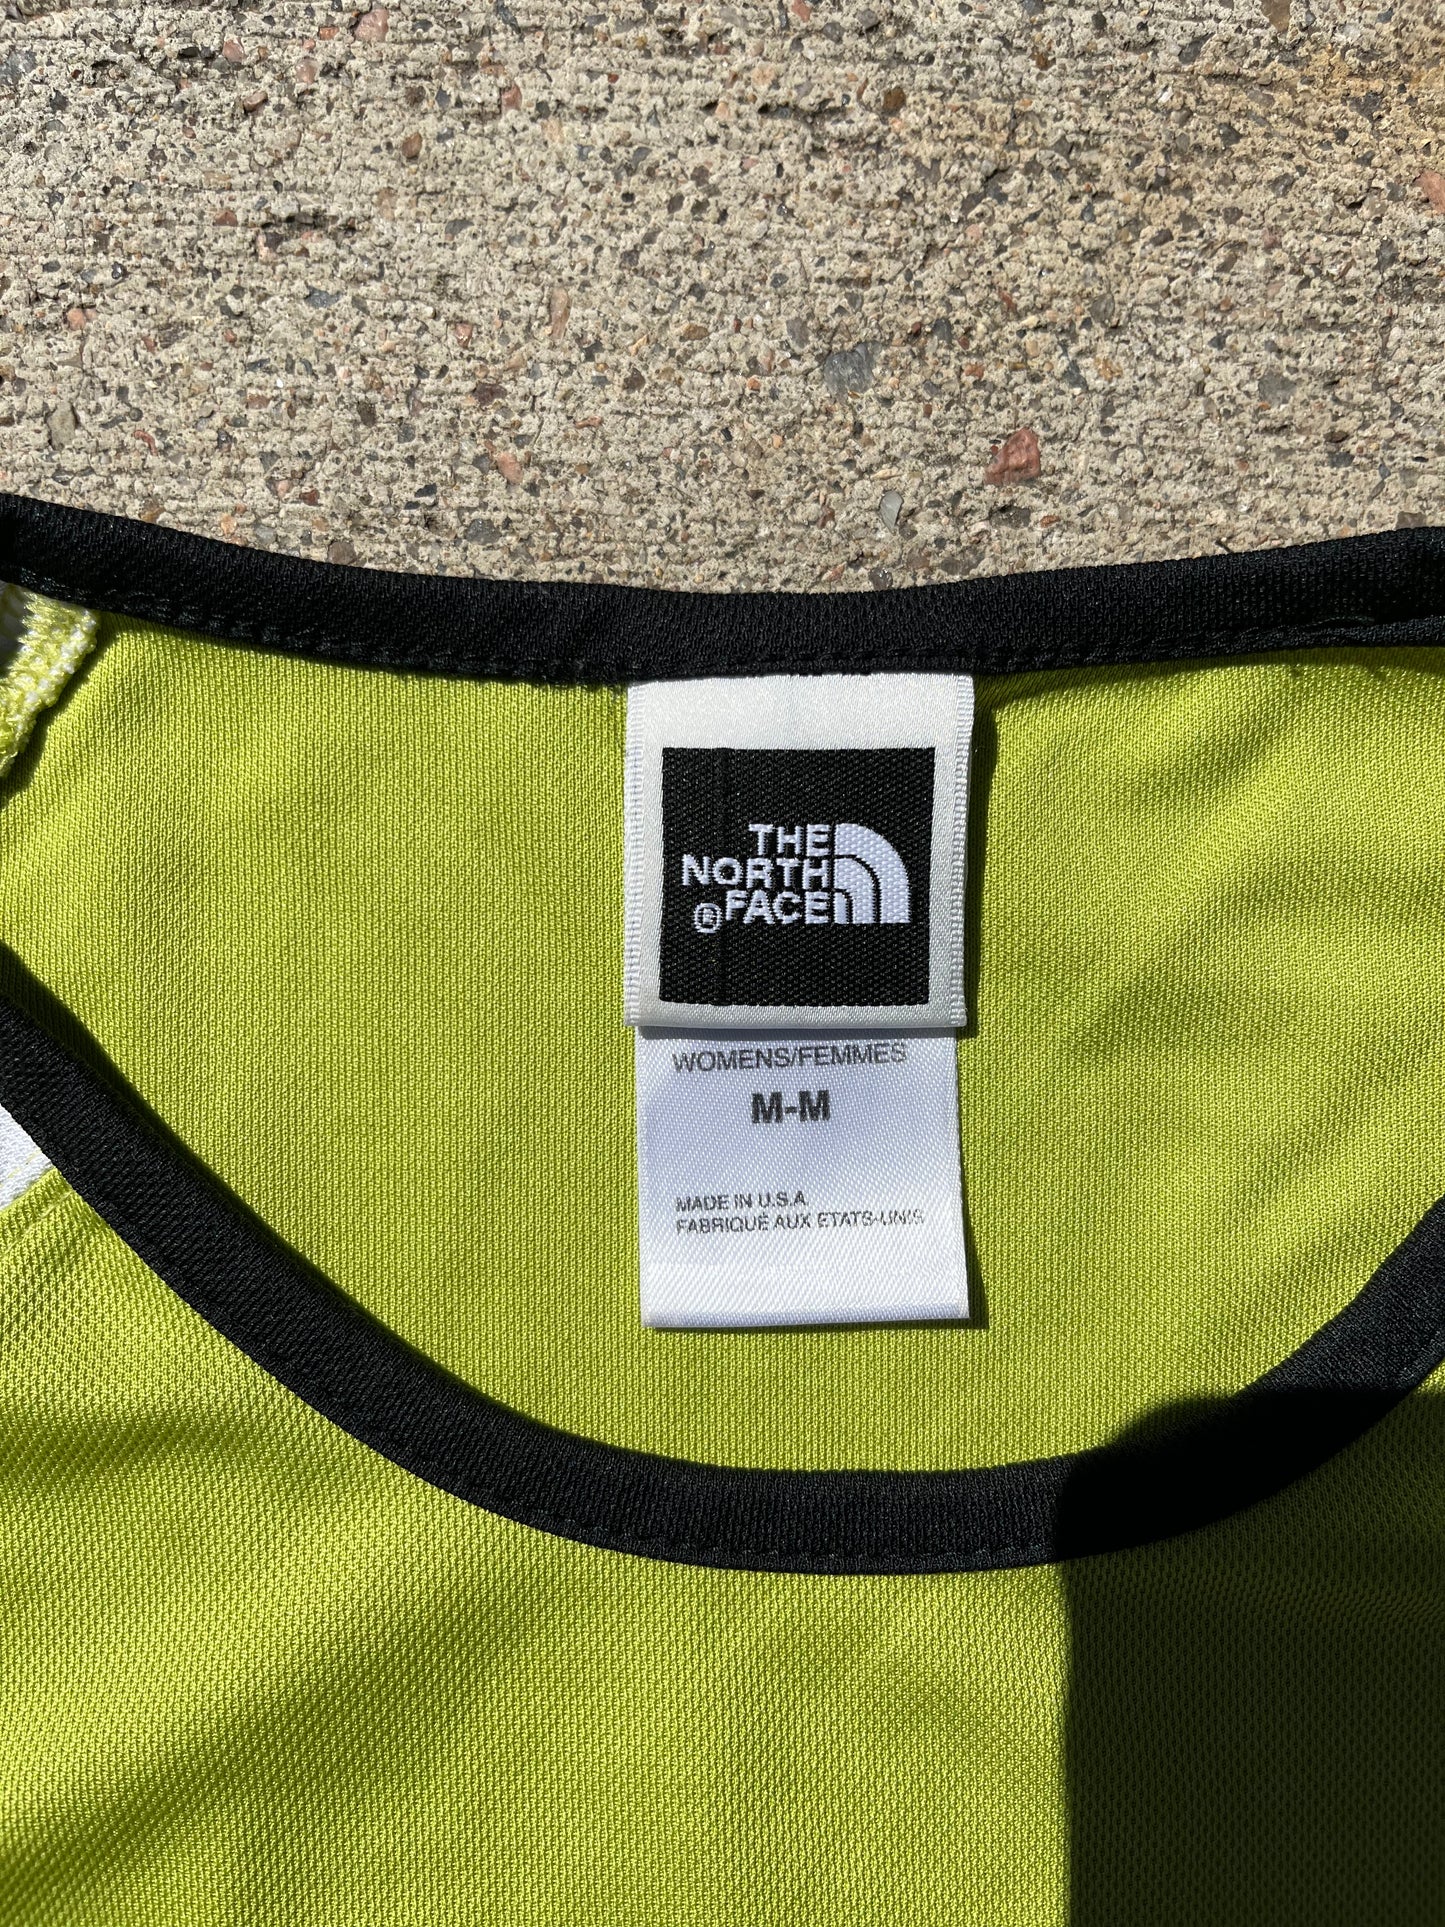 THE
NORTH
® FACE
WOMENS/FEMMES
M-M
MADE IN U.S.A.
FABRIQUÉ AUX ETATS-UNIS